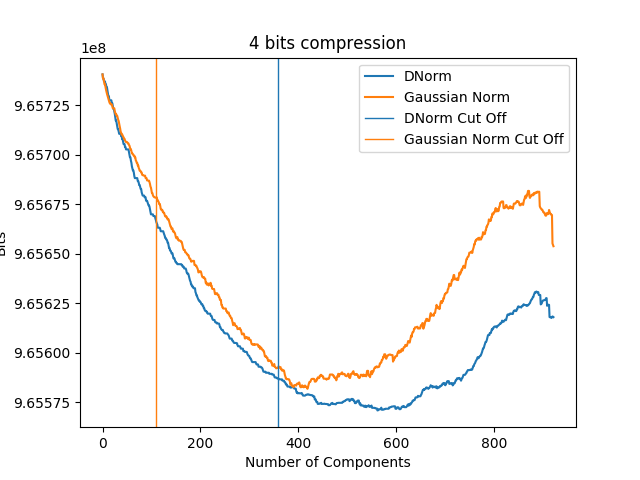 4 bits compression
1e8
DNorm
Gaussian Norm
DNorm Cut Off
Gaussian Norm Cut Off
9.65725
9.65700
9.65675
9.65650
9.65625
9.65600
9.65575
Bits
0 200 400 600 800
Number of Components